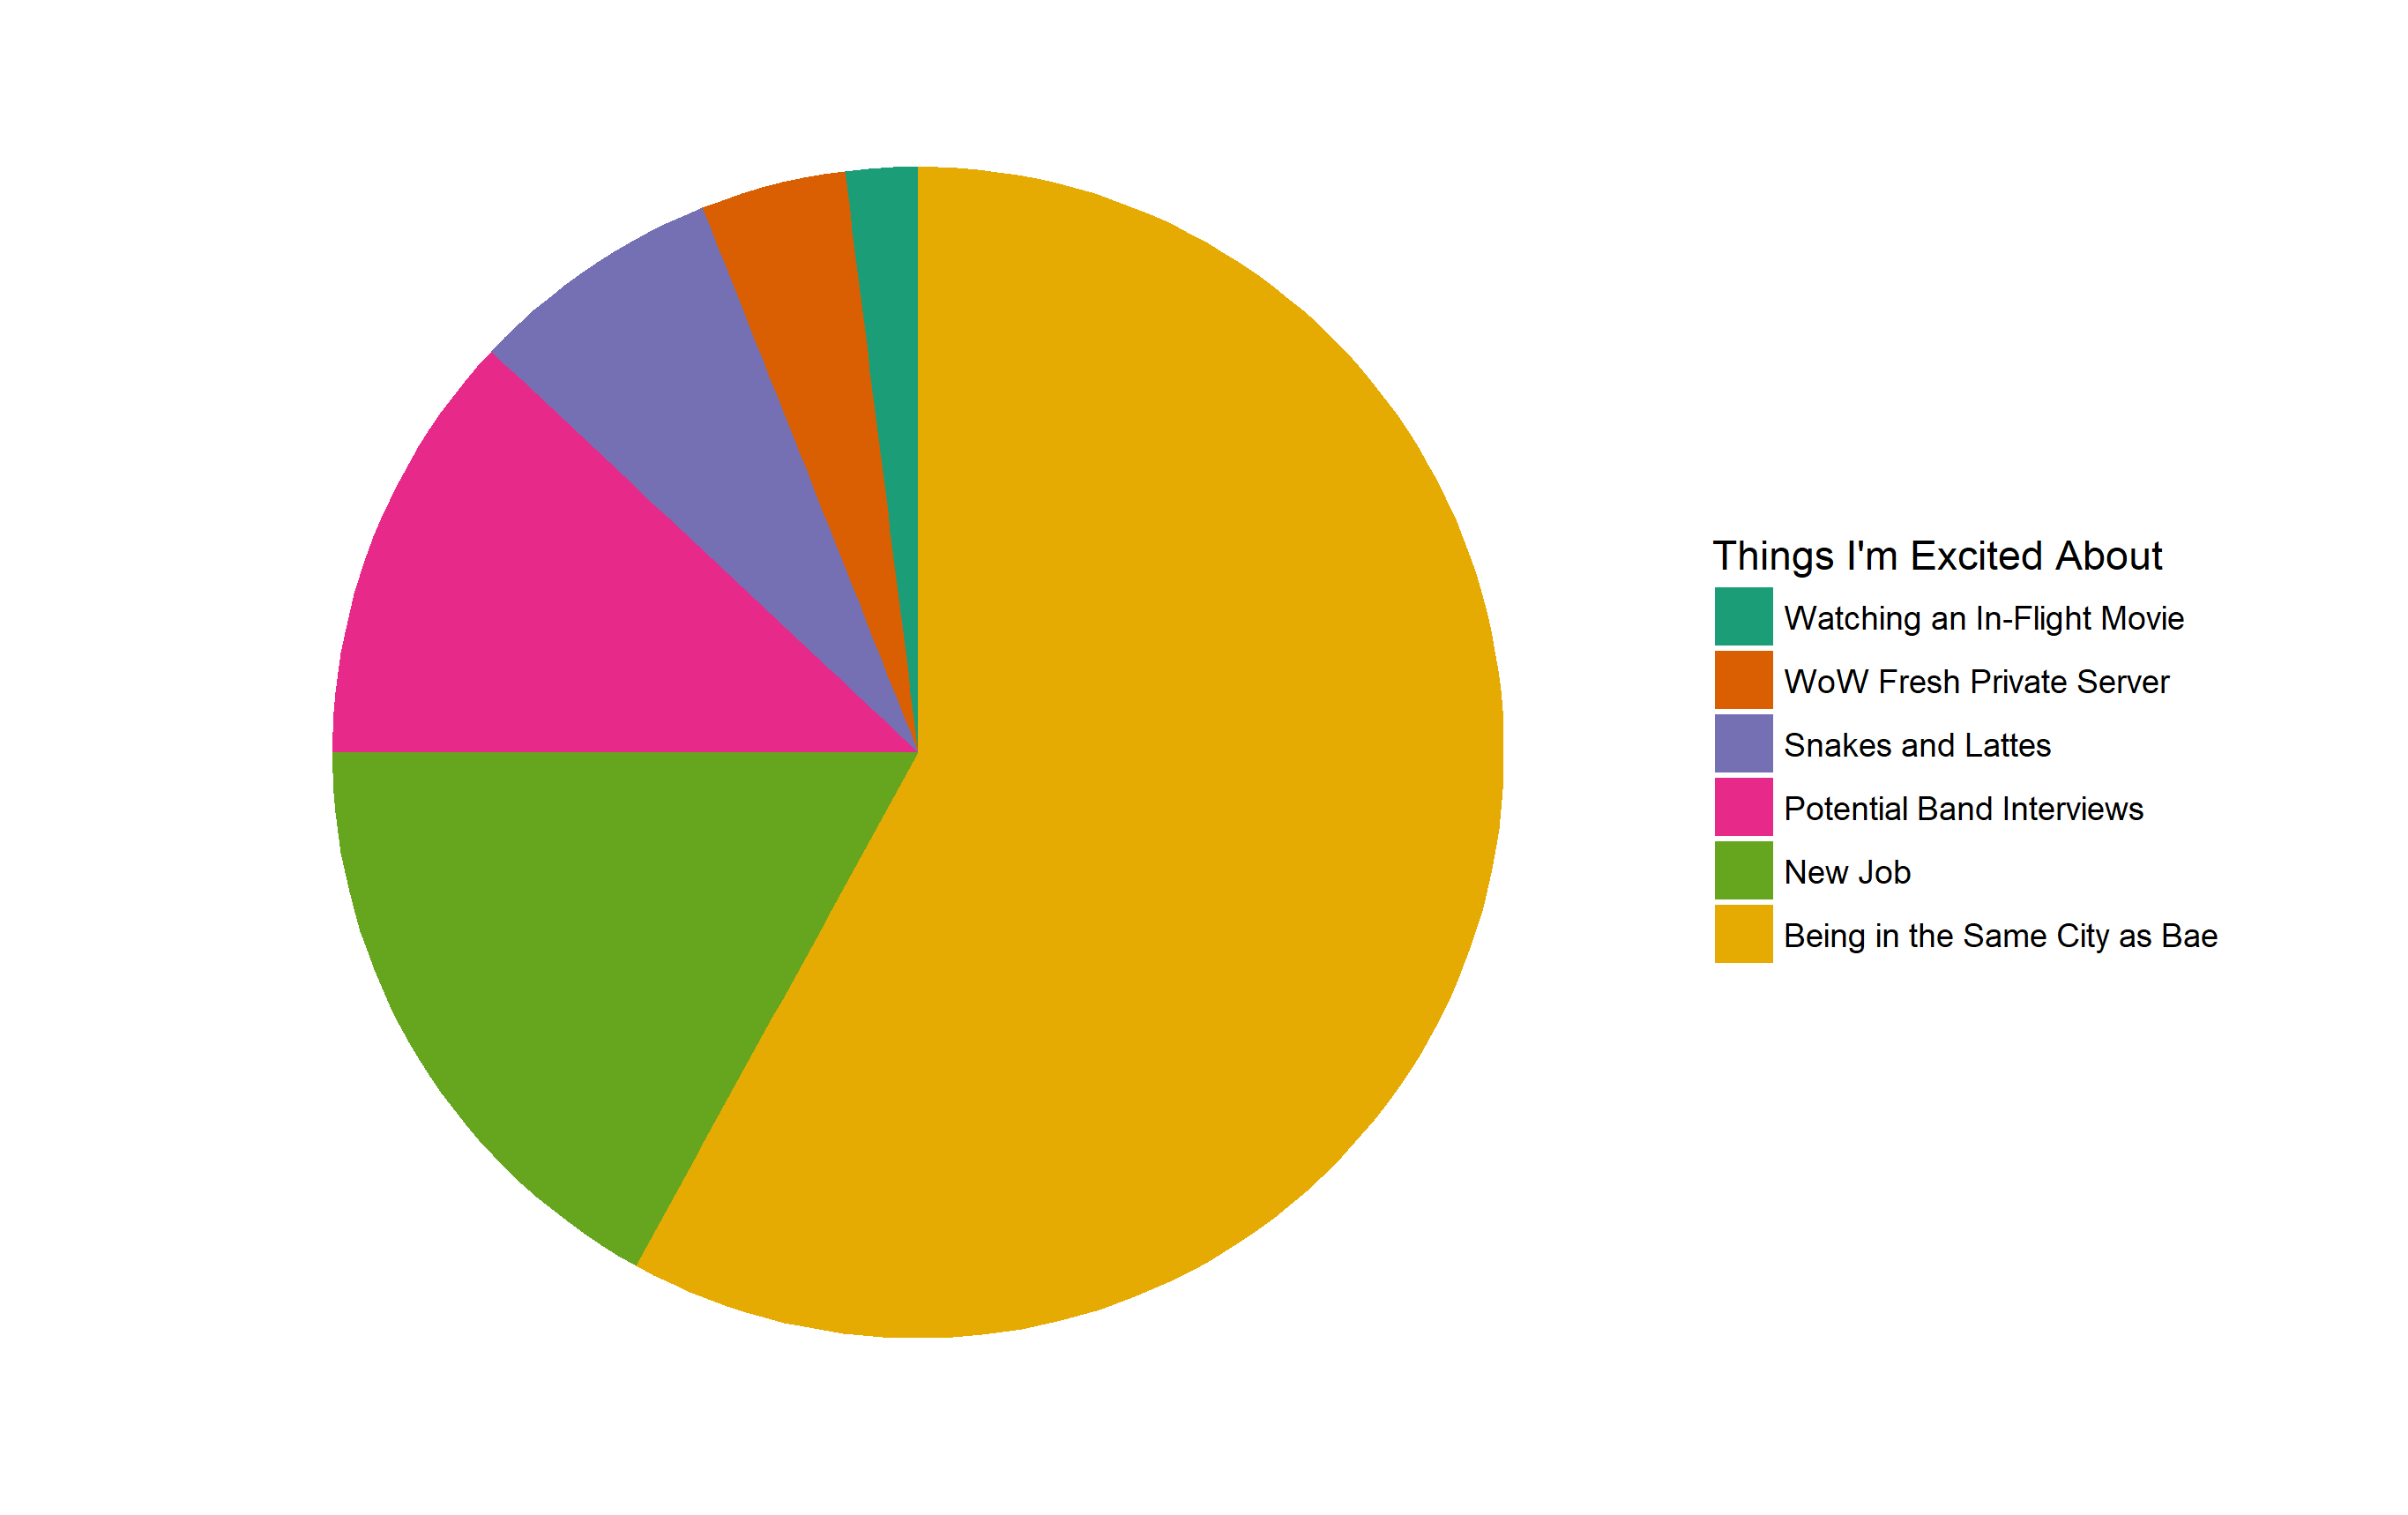 Things I'm Excited About
Watching an In-Flight Movie
WoW Fresh Private Server
Snakes and Lattes
Potential Band Interviews
New Job
Being in the Same City as Bae